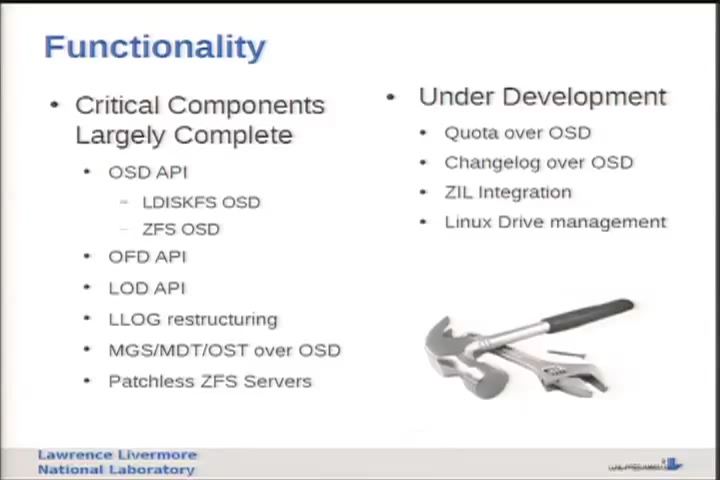 Functionality
• Critical Components
Largely Complete
• OSD API
– LDISKFS OSD
– ZFS OSD
• OFD API
• LOD API
• LLOG restructuring
• MGS/MDT/OST over OSD
• Patchless ZFS Servers
• Under Development
• Quota over OSD
• Changelog over OSD
• ZIL Integration
• Linux Drive management
Lawrence Livermore
National Laboratory